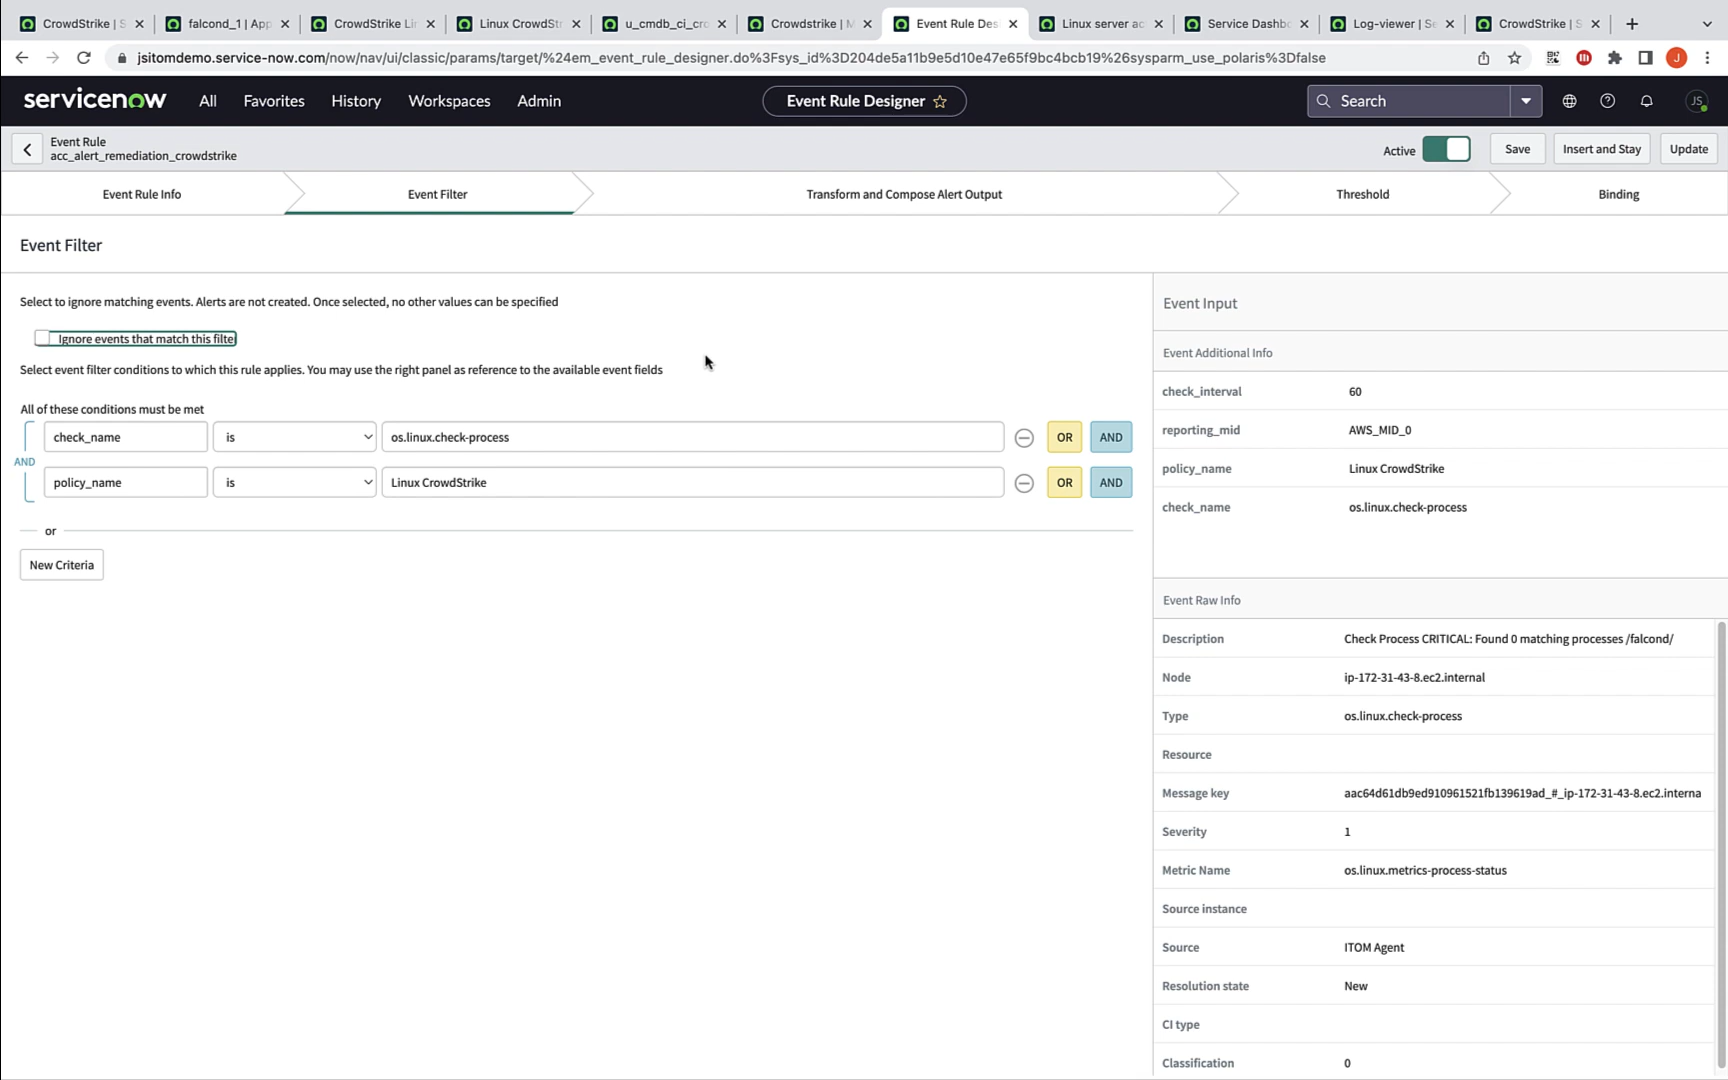 CrowdStrike | S
falcond_1 | App
CrowdStrike Li
Linux CrowdStr
u_cmdb_ci_cro
Crowdstrike | M
Event Rule Des
Linux server ac
Service Dashbo
Log-viewer | Se
CrowdStrike | S
jsitomdemo.service-now.com/now/nav/ui/classic/params/target/%24em_event_rule_designer.do%3Fsys_id%3D204de5a11b9e5d10e47e65f9bc4bcb19%26sysparm_use_polaris%3Dfalse
J
servicenow
All
Favorites
History
Workspaces
Admin
Event Rule Designer
Search
JS
Event Rule
acc_alert_remediation_crowdstrike
Active
Save
Insert and Stay
Update
Event Rule Info
Event Filter
Transform and Compose Alert Output
Threshold
Binding
Event Filter
Select to ignore matching events. Alerts are not created. Once selected, no other values can be specified
Ignore events that match this filte
Select event filter conditions to which this rule applies. You may use the right panel as reference to the available event fields
All of these conditions must be met
check_name is os.linux.check-process OR AND
AND
policy_name is Linux CrowdStrike OR AND
or
New Criteria
Event Input
Event Additional Info
check_interval 60
reporting_mid AWS_MID_0
policy_name Linux CrowdStrike
check_name os.linux.check-process
Event Raw Info
Description Check Process CRITICAL: Found 0 matching processes /falcond/
Node ip-172-31-43-8.ec2.internal
Type os.linux.check-process
Resource
Message key aac64d61db9ed910961521fb139619ad_#_ip-172-31-43-8.ec2.interna
Severity 1
Metric Name os.linux.metrics-process-status
Source instance
Source ITOM Agent
Resolution state New
CI type
Classification 0